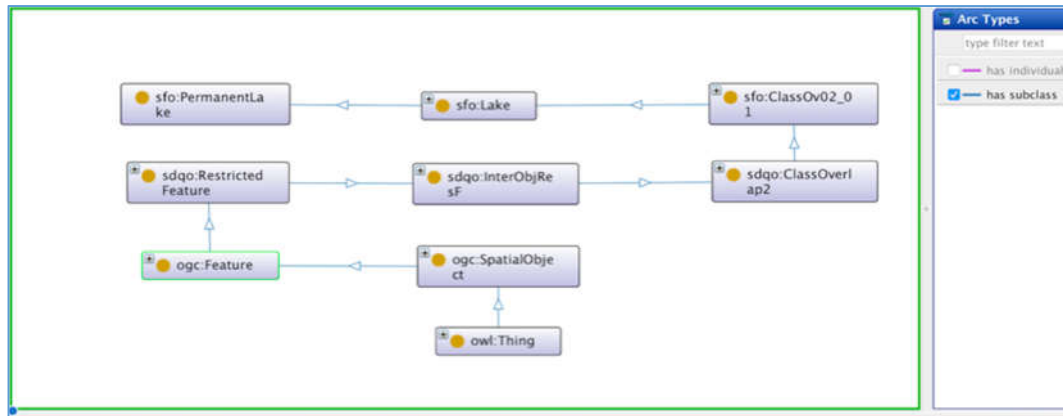 Arc Types
type filter text
has individual
has subclass
sfo:PermanentLa
ke
sfo:Lake
sfo:ClassOv02_0
1
sdqo:Restricted
Feature
sdqo:InterObjRe
sF
sdqo:ClassOverl
ap2
ogc:Feature
ogc:SpatialObje
ct
owl:Thing